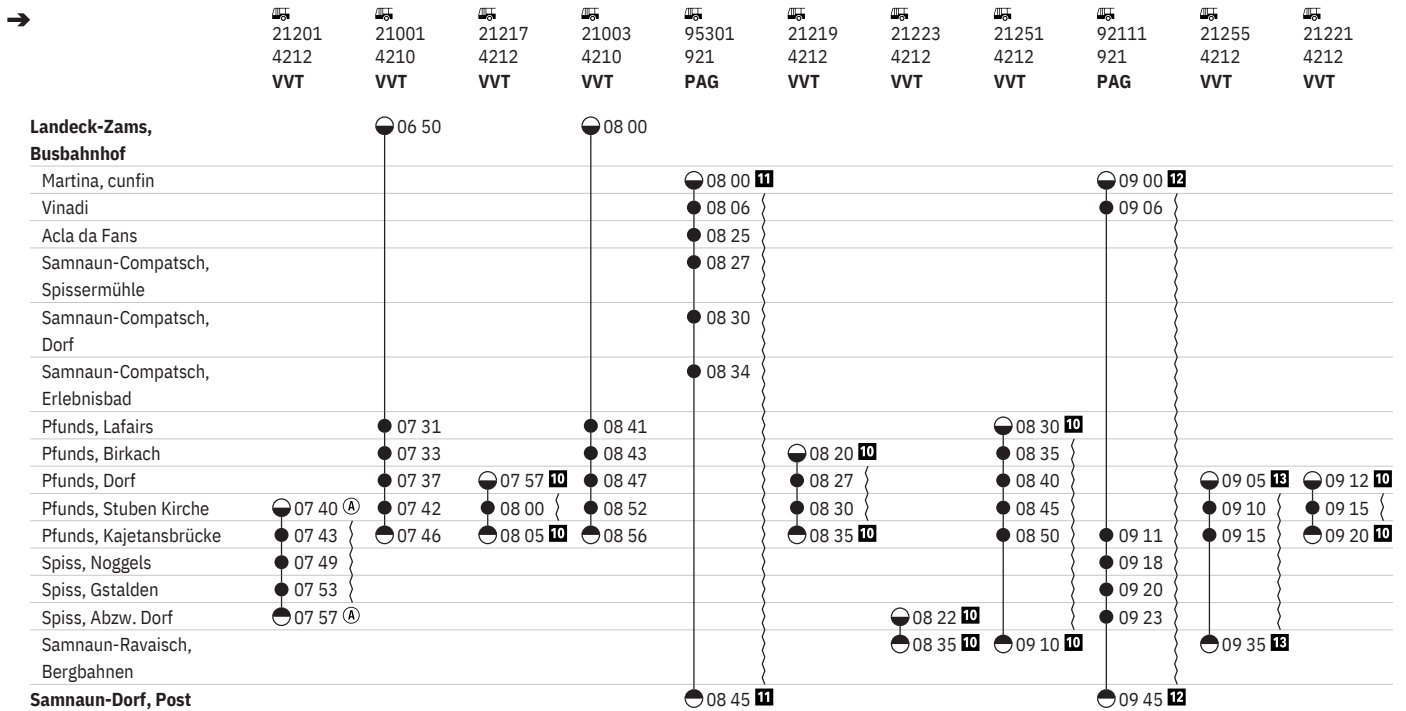 ➔
21201 21001 21217 21003 95301 21219 21223 21251 92111 21255 21221
4212 4210 4212 4210 921 4212 4212 4212 921 4212 4212
VVT VVT VVT VVT PAG VVT VVT VVT PAG VVT VVT
Landeck-Zams, 06 50 08 00
Busbahnhof
Martina, cunfin 08 00 11 09 00 12
Vinadi 08 06 09 06
Acla da Fans 08 25
Samnaun-Compatsch, 08 27
Spissermühle
Samnaun-Compatsch, 08 30
Dorf
Samnaun-Compatsch, 08 34
Erlebnisbad
Pfunds, Lafairs 07 31 08 41 08 30 10
Pfunds, Birkach 07 33 08 43 08 20 10 08 35
Pfunds, Dorf 07 37 07 57 10 08 47 08 27 08 40 09 05 13 09 12 10
Pfunds, Stuben Kirche 07 40 Ⓐ 07 42 08 00 08 52 08 30 08 45 09 10 09 15
Pfunds, Kajetansbrücke 07 43 07 46 08 05 10 08 56 08 35 10 08 50 09 11 09 15 09 20 10
Spiss, Noggels 07 49 09 18
Spiss, Gstalden 07 53 09 20
Spiss, Abzw. Dorf 07 57 Ⓐ 08 22 10 09 23
Samnaun-Ravaisch, 08 35 10 09 10 10 09 35 13
Bergbahnen
Samnaun-Dorf, Post 08 45 11 09 45 12